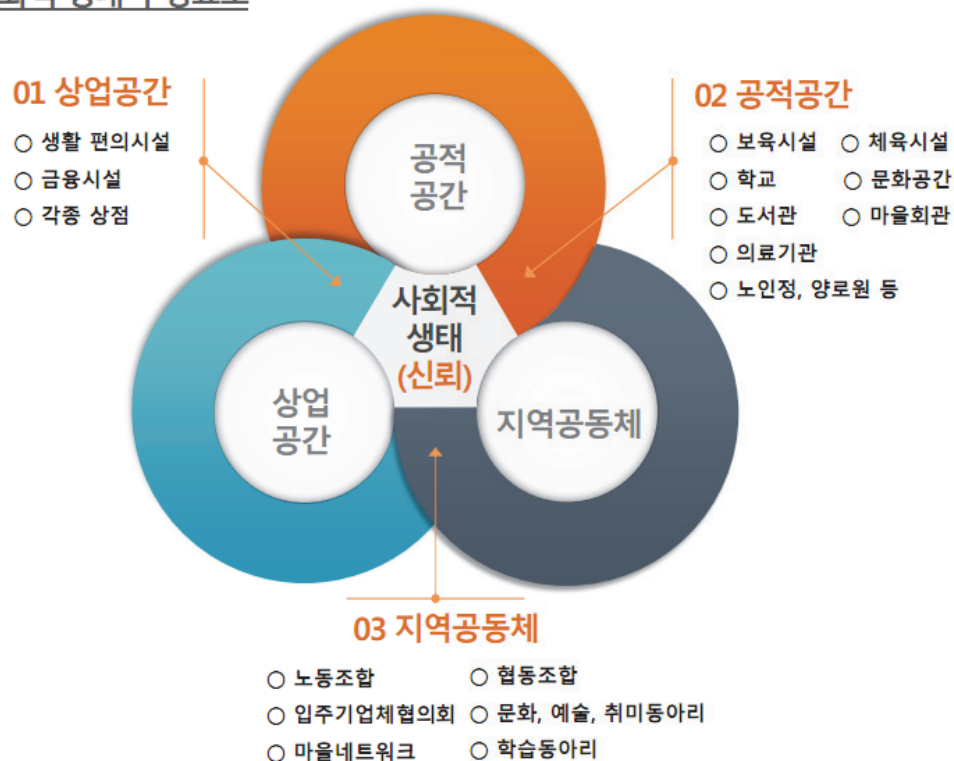 01 상업공간
○ 생활 편의시설
○ 금융시설
○ 각종 상점
02 공적공간
○ 보육시설 ○ 체육시설
○ 학교 ○ 문화공간
○ 도서관 ○ 마을회관
○ 의료기관
○ 노인정, 양로원 등
공적
공간
사회적
생태
(신뢰)
상업
공간
지역공동체
03 지역공동체
○ 노동조합 ○ 협동조합
○ 입주기업체협의회 ○ 문화, 예술, 취미동아리
○ 마을네트워크 ○ 학습동아리